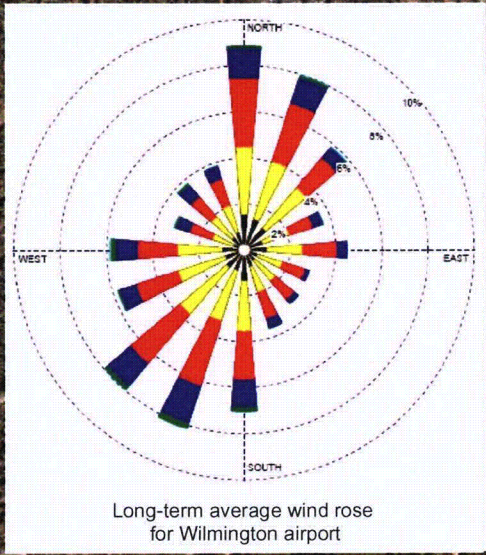 NORTH
10%
8%
6%
4%
2%
WEST
EAST
SOUTH
Long-term average wind rose
for Wilmington airport